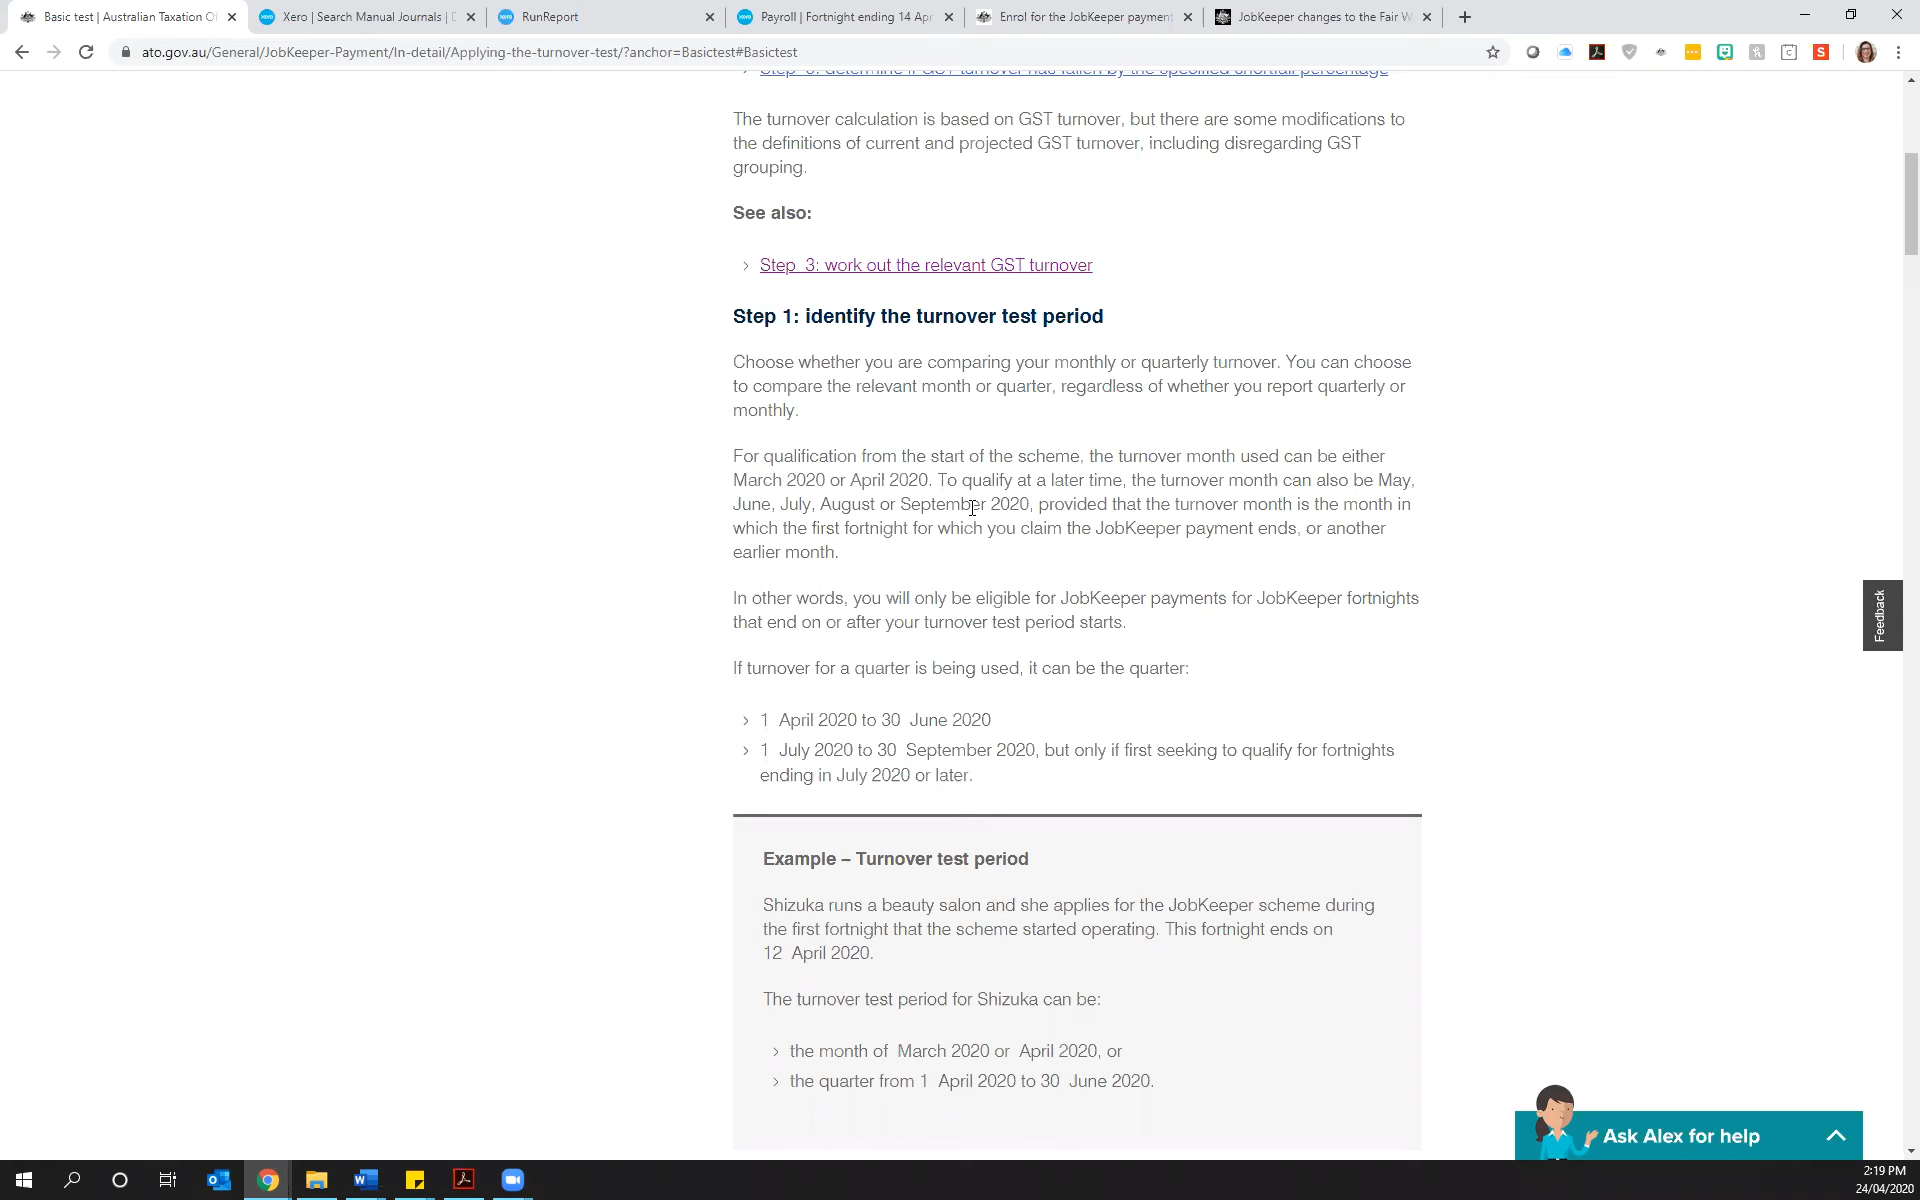 Basic test | Australian Taxation Of
Xero | Search Manual Journals | D
RunReport
Payroll | Fortnight ending 14 Apr
Enrol for the JobKeeper payment
JobKeeper changes to the Fair W
ato.gov.au/General/JobKeeper-Payment/In-detail/Applying-the-turnover-test/?anchor=Basictest#Basictest
determine if GST turnover has fallen by the specified shortfall percentage
The turnover calculation is based on GST turnover, but there are some modifications to
the definitions of current and projected GST turnover, including disregarding GST
grouping.
See also:
› Step 3: work out the relevant GST turnover
Step 1: identify the turnover test period
Choose whether you are comparing your monthly or quarterly turnover. You can choose
to compare the relevant month or quarter, regardless of whether you report quarterly or
monthly.
For qualification from the start of the scheme, the turnover month used can be either
March 2020 or April 2020. To qualify at a later time, the turnover month can also be May,
June, July, August or September 2020, provided that the turnover month is the month in
which the first fortnight for which you claim the JobKeeper payment ends, or another
earlier month.
In other words, you will only be eligible for JobKeeper payments for JobKeeper fortnights
that end on or after your turnover test period starts.
If turnover for a quarter is being used, it can be the quarter:
› 1 April 2020 to 30 June 2020
› 1 July 2020 to 30 September 2020, but only if first seeking to qualify for fortnights
ending in July 2020 or later.
Example – Turnover test period
Shizuka runs a beauty salon and she applies for the JobKeeper scheme during
the first fortnight that the scheme started operating. This fortnight ends on
12 April 2020.
The turnover test period for Shizuka can be:
› the month of March 2020 or April 2020, or
› the quarter from 1 April 2020 to 30 June 2020.
Feedback
Ask Alex for help
2:19 PM
24/04/2020